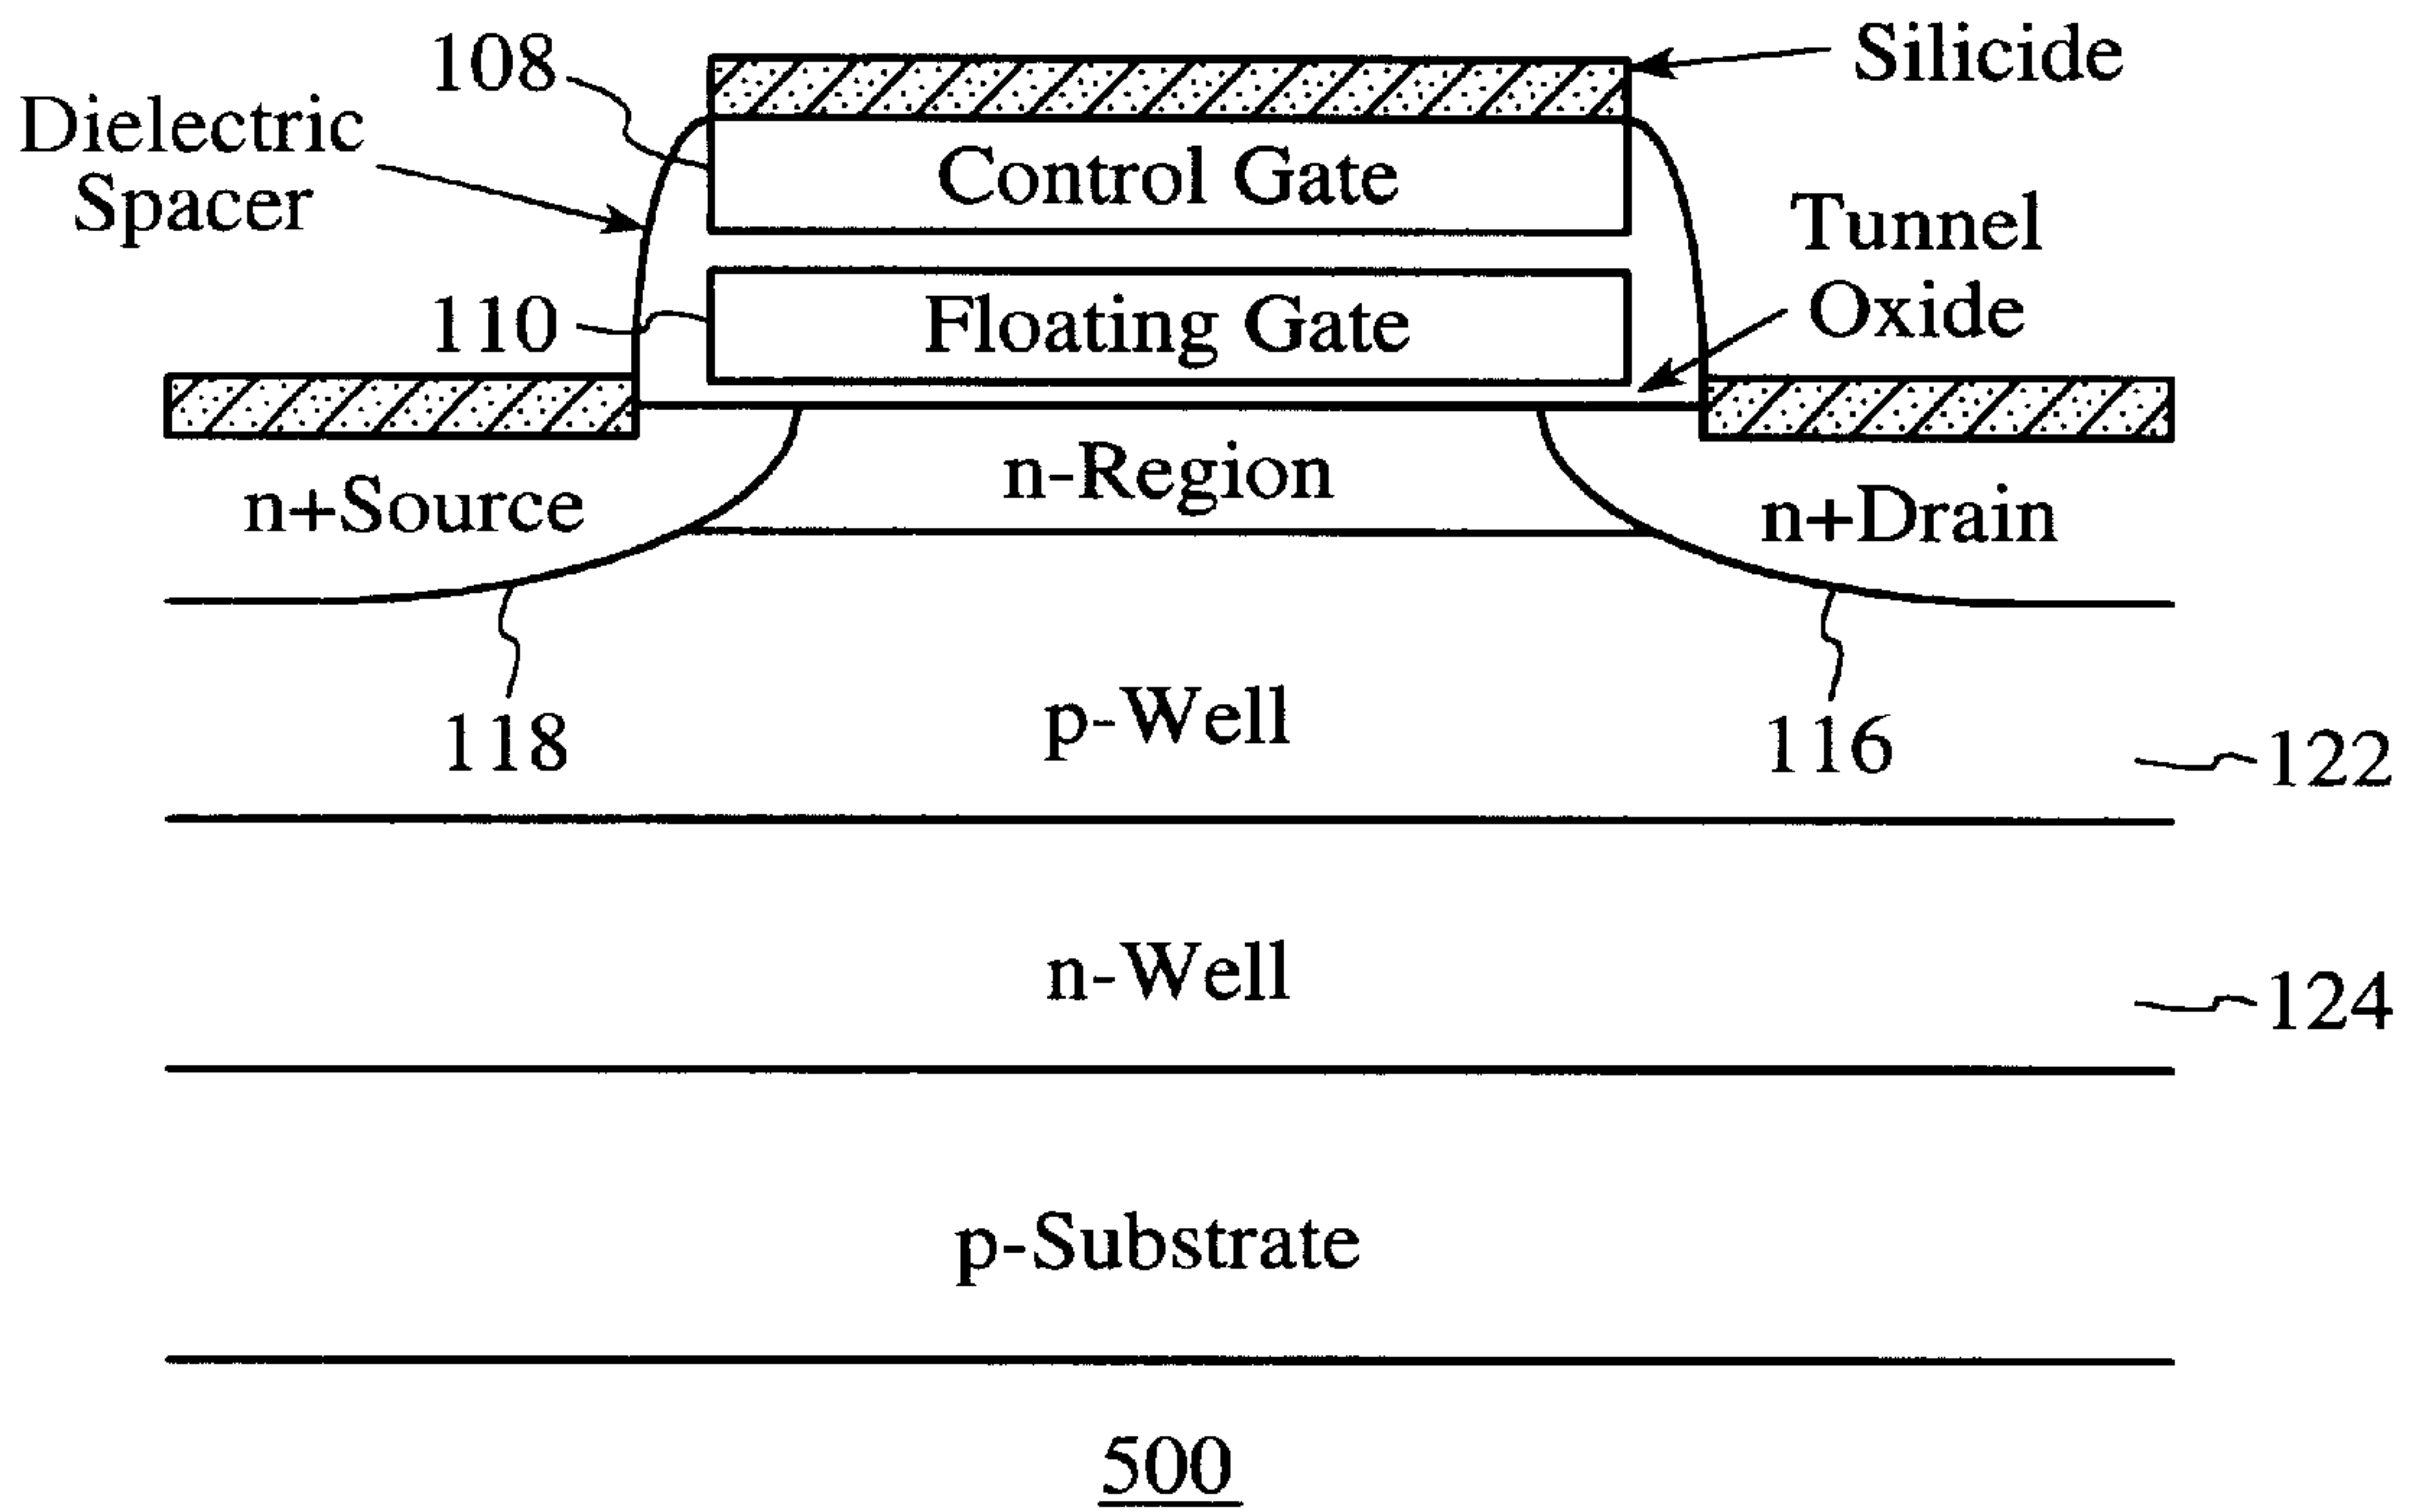 108
Silicide
Dielectric
Spacer
Control Gate
Tunnel
Oxide
110
Floating Gate
n-Region
n+Source
n+Drain
p-Well
118
116
122
n-Well
124
p-Substrate
500